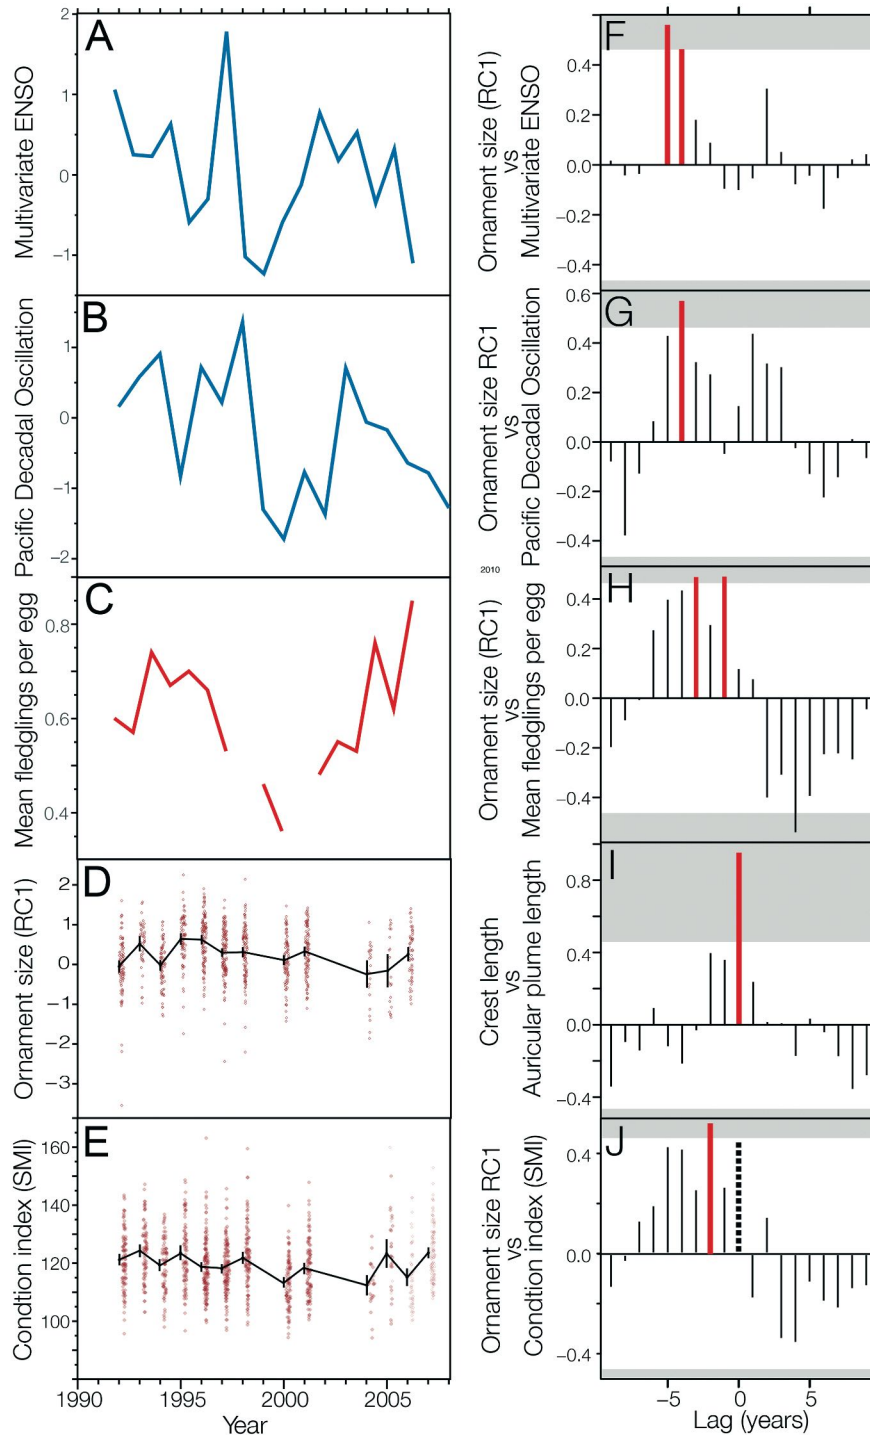 A
Multivariate ENSO
2
1
0
−1
B
Pacific Decadal Oscillation
1
0
−1
−2
C
Mean fledglings per egg
0.8
0.6
0.4
D
Ornament size (RC1)
2
1
0
−1
−2
−3
E
Condtion index (SMI)
160
140
120
100
1990
1995
2000
2005
Year
F
Ornament size (RC1)
vs
Multivariate ENSO
0.4
0.2
0.0
−0.2
−0.4
G
Ornament size RC1
vs
Pacific Decadal Oscillation
0.6
0.4
0.2
0.0
−0.2
−0.4
2010
H
Ornament size (RC1)
vs
Mean fledglings per egg
0.4
0.2
0.0
−0.2
−0.4
I
Crest length
vs
Auricular plume length
0.8
0.4
0.0
−0.4
J
Ornament size RC1
vs
Condtion index (SMI)
0.4
0.0
−0.4
−5
0
5
Lag (years)